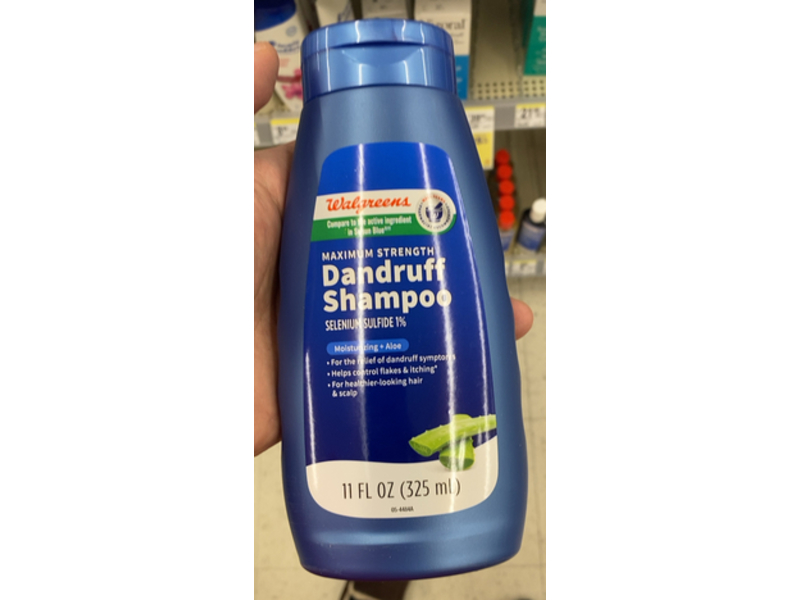 Walgreens
Compare to the active ingredient
in Selsun Blue®††
MAXIMUM STRENGTH
Dandruff
Shampoo
SELENIUM SULFIDE 1%
Moisturizing + Aloe
• For the relief of dandruff symptoms
• Helps control flakes & itching*
• For healthier-looking hair
& scalp
11 FL OZ (325 mL)